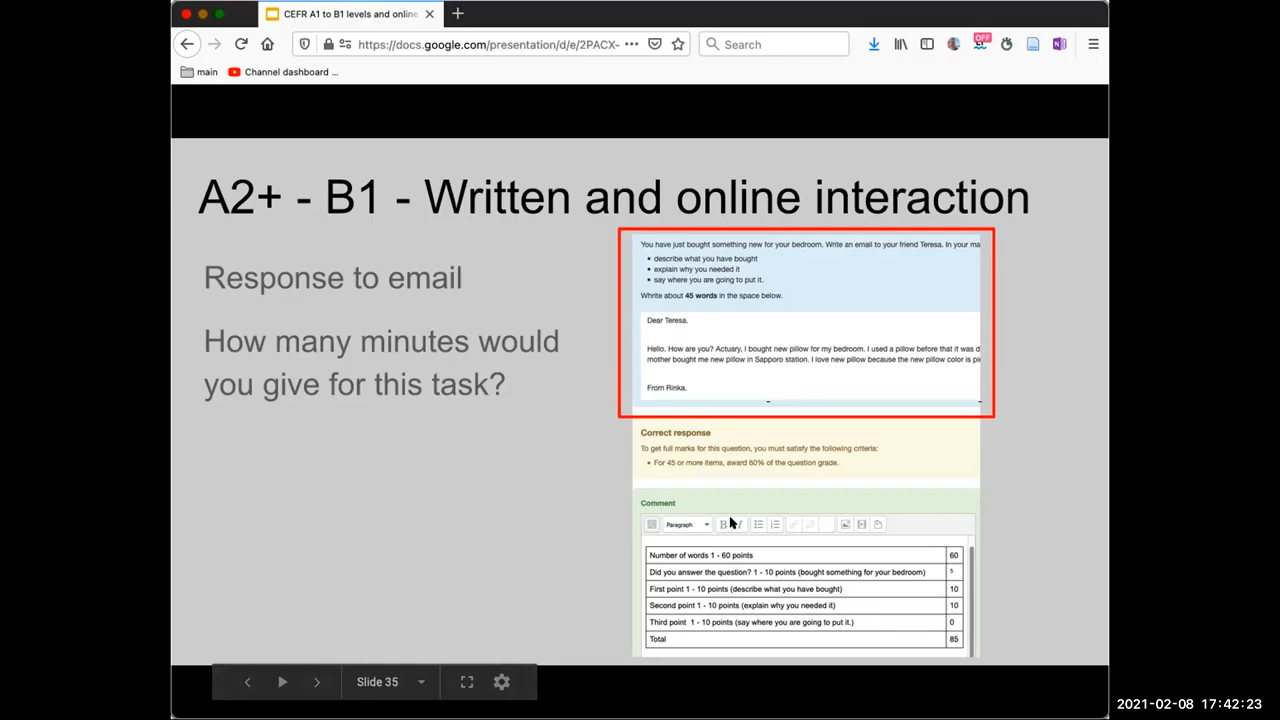 CEFR A1 to B1 levels and online
https://docs.google.com/presentation/d/e/2PACX-
Search
OFF
main
Channel dashboard ...
A2+ - B1 - Written and online interaction
Response to email
How many minutes would
you give for this task?
You have just bought something new for your bedroom. Write an email to your friend Teresa. In your ma
• describe what you have bought
• explain why you needed it
• say where you are going to put it.
Whrite about 45 words in the space below.
Dear Teresa.
Hello. How are you? Actuary, I bought new pillow for my bedroom. I used a pillow before that it was d
mother bought me new pillow in Sapporo station. I love new pillow because the new pillow color is pi
From Rinka.
Correct response
To get full marks for this question, you must satisfy the following criteria:
• For 45 or more items, award 60% of the question grade.
Comment
Paragraph
B I
Number of words 1 - 60 points 60
Did you answer the question? 1 - 10 points (bought something for your bedroom) 5
First point 1 - 10 points (describe what you have bought) 10
Second point 1 - 10 points (explain why you needed it) 10
Third point 1 - 10 points (say where you are going to put it.) 0
Total 85
Slide 35
2021-02-08 17:42:23